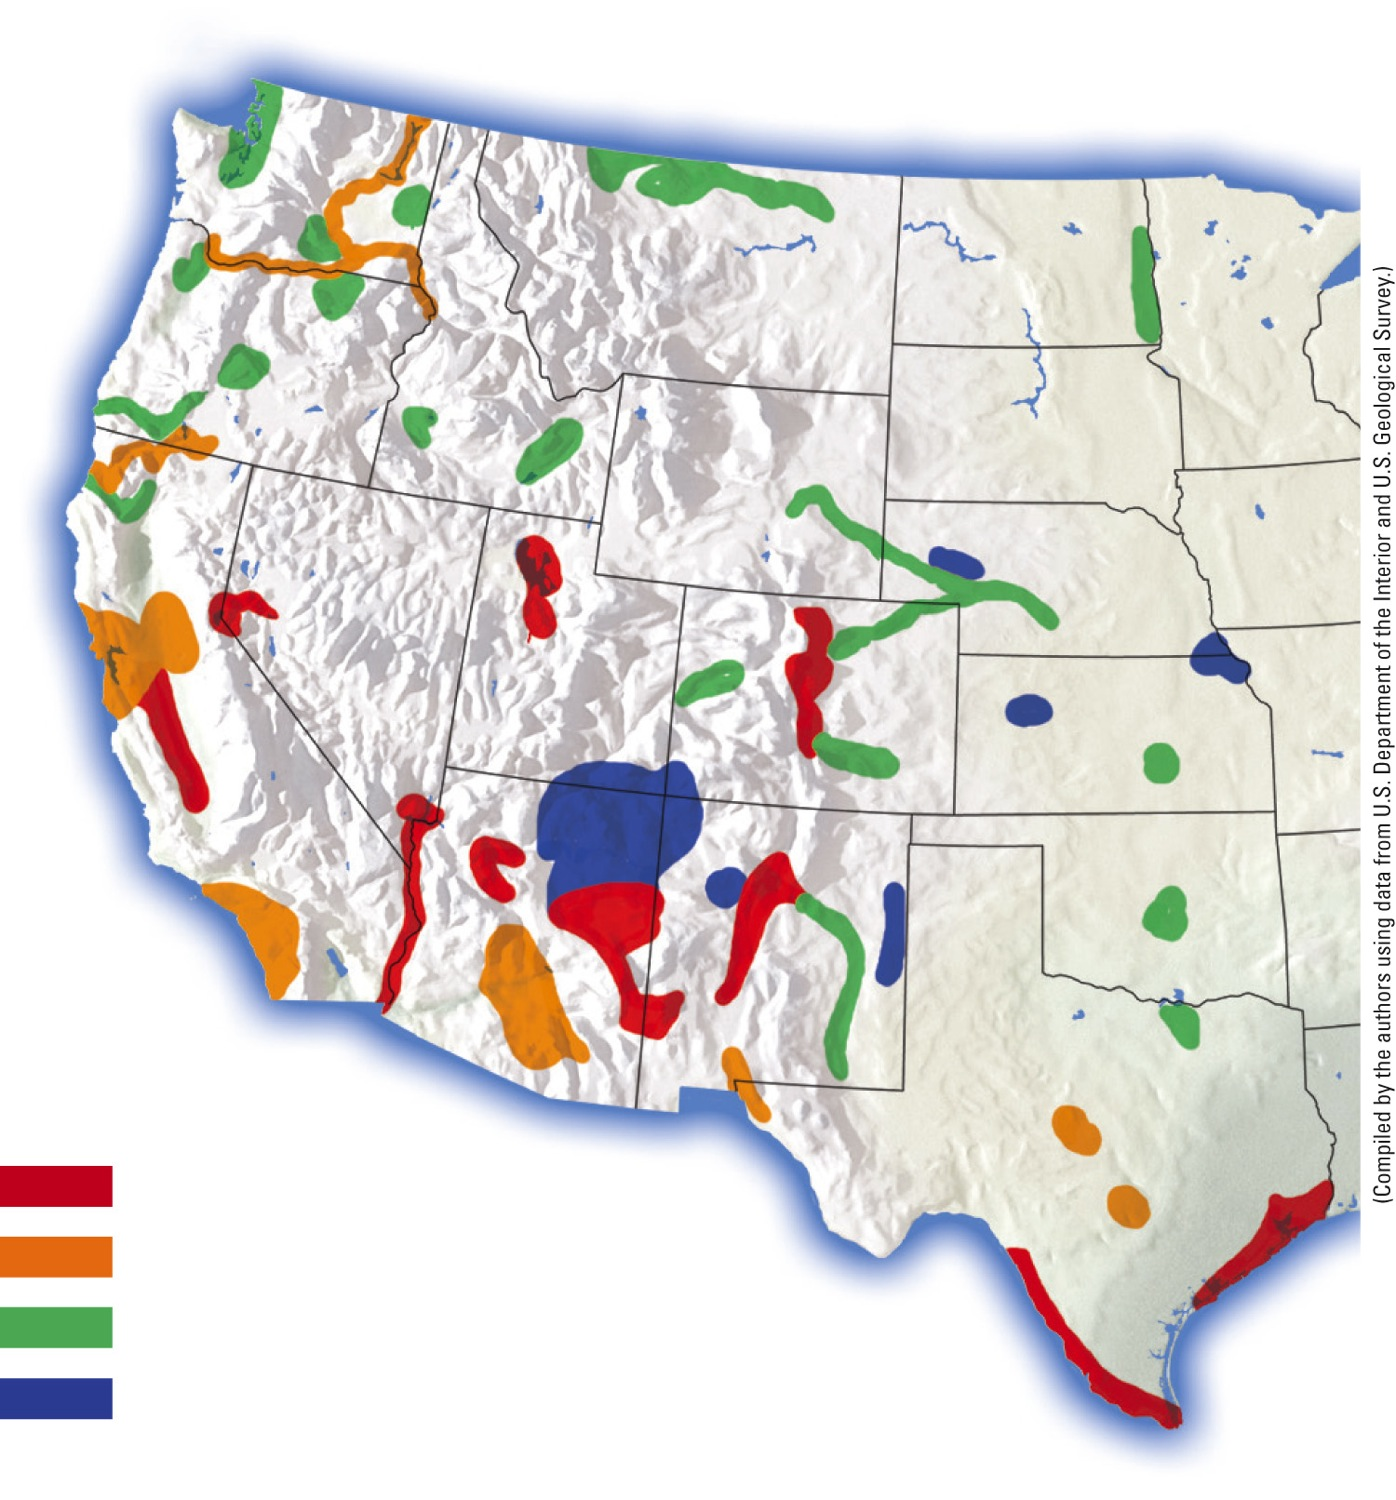 (Compiled by the authors using data from U.S. Department of the Interior and U.S. Geological Survey.)